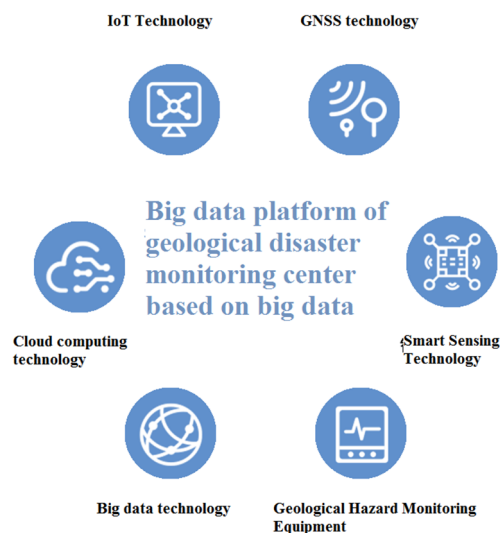 IoT Technology
GNSS technology
Big data platform of
geological disaster
monitoring center
based on big data
Cloud computing
technology
Smart Sensing
Technology
Big data technology
Geological Hazard Monitoring
Equipment